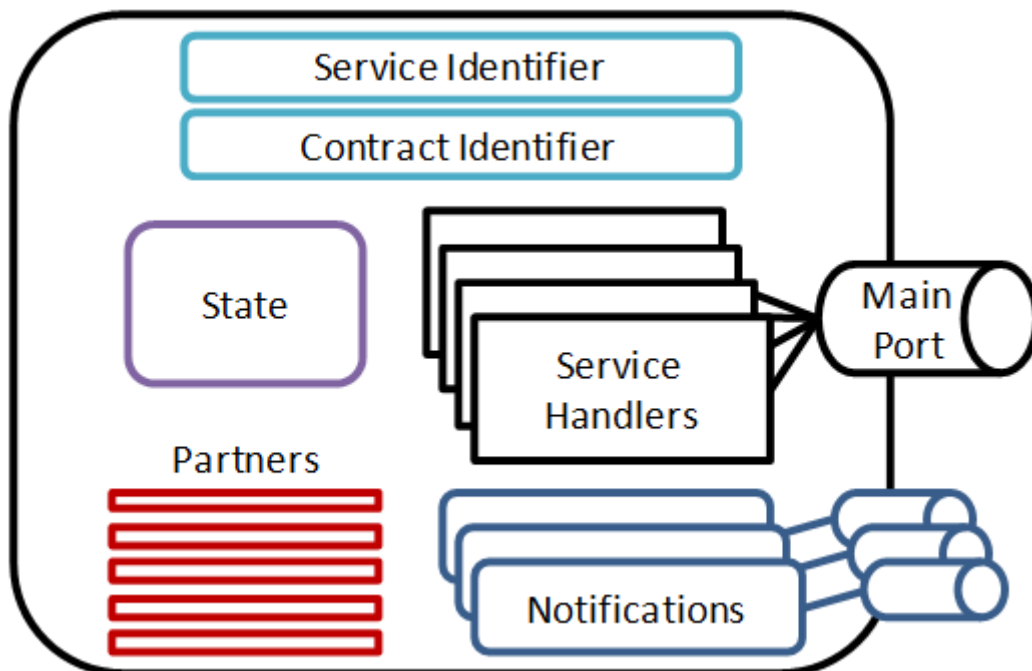 Service Identifier
Contract Identifier
State
Service
Handlers
Main
Port
Partners
Notifications